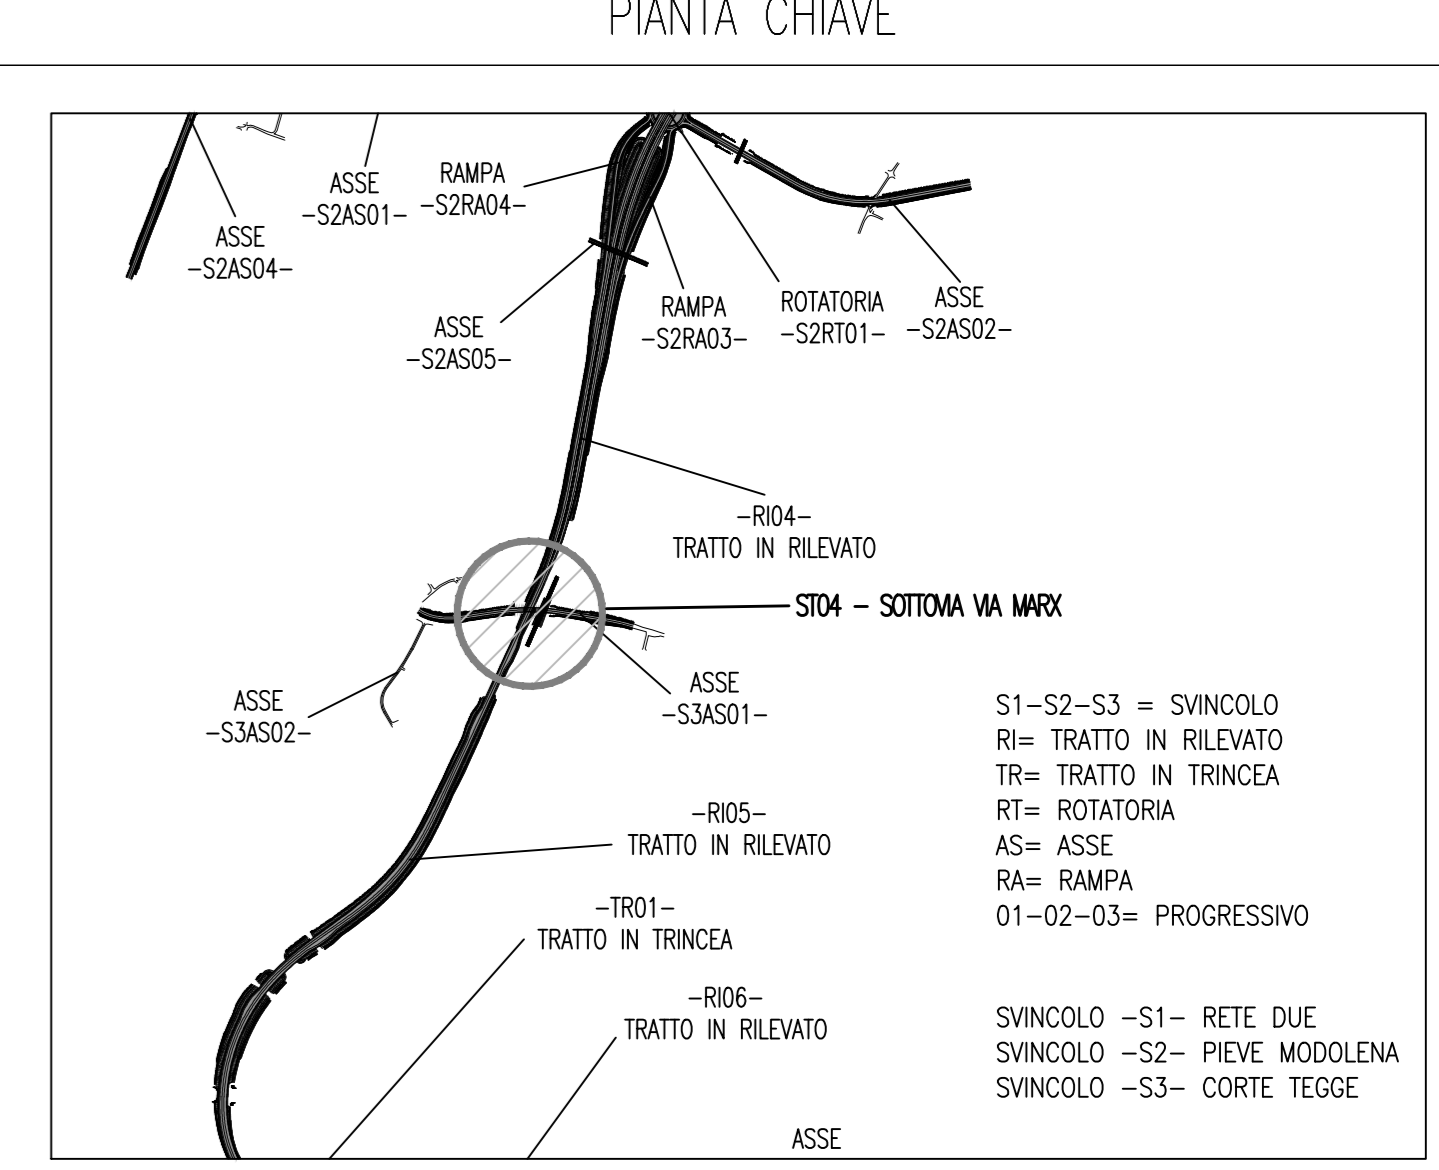 PIANTA CHIAVE
ASSE
-S2AS04-
ASSE
-S2AS01-
RAMPA
-S2RA04-
ASSE
-S2AS05-
RAMPA
-S2RA03-
ROTATORIA
-S2RT01-
ASSE
-S2AS02-
-RI04-
TRATTO IN RILEVATO
ST04 - SOTTOVIA VIA MARX
ASSE
-S3AS01-
ASSE
-S3AS02-
S1-S2-S3 = SVINCOLO
RI= TRATTO IN RILEVATO
TR= TRATTO IN TRINCEA
RT= ROTATORIA
AS= ASSE
RA= RAMPA
01-02-03= PROGRESSIVO
-RI05-
TRATTO IN RILEVATO
-TR01-
TRATTO IN TRINCEA
-RI06-
TRATTO IN RILEVATO
SVINCOLO -S1- RETE DUE
SVINCOLO -S2- PIEVE MODOLENA
SVINCOLO -S3- CORTE TEGGE
ASSE